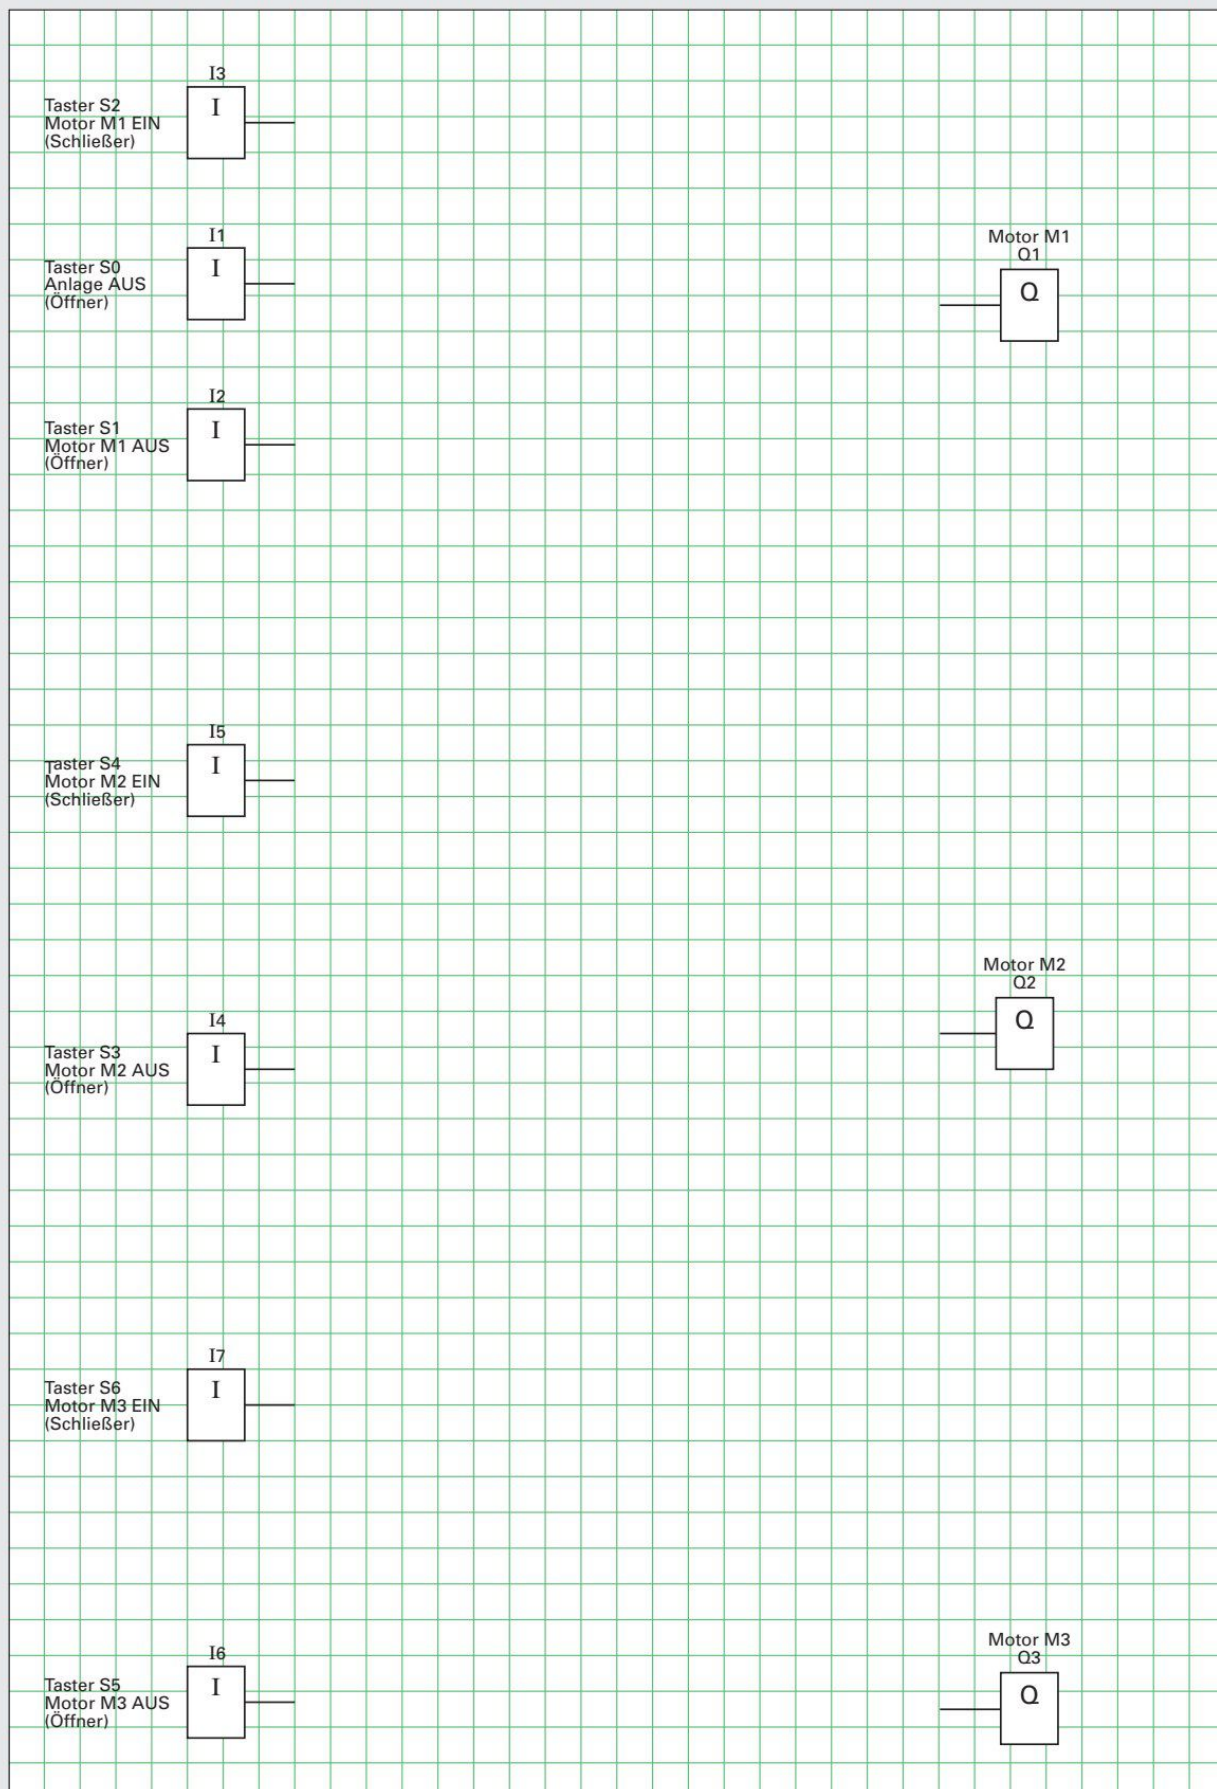 I3
I
Taster S2
Motor M1 EIN
(Schließer)
I1
I
Taster S0
Anlage AUS
(Öffner)
Motor M1
Q1
Q
I2
I
Taster S1
Motor M1 AUS
(Öffner)
I5
I
Taster S4
Motor M2 EIN
(Schließer)
Motor M2
Q2
Q
I4
I
Taster S3
Motor M2 AUS
(Öffner)
I7
I
Taster S6
Motor M3 EIN
(Schließer)
Motor M3
Q3
Q
I6
I
Taster S5
Motor M3 AUS
(Öffner)